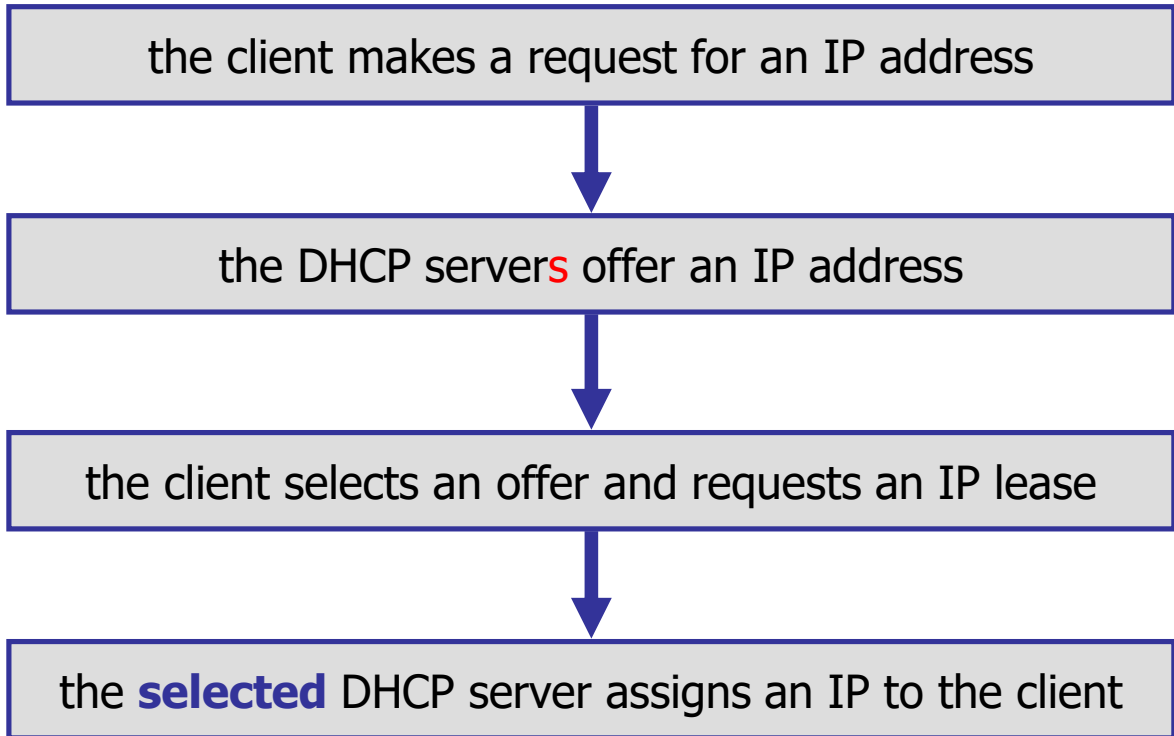 the client makes a request for an IP address
the DHCP servers offer an IP address
the client selects an offer and requests an IP lease
the selected DHCP server assigns an IP to the client